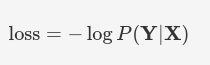 loss = − log P(Y|X)